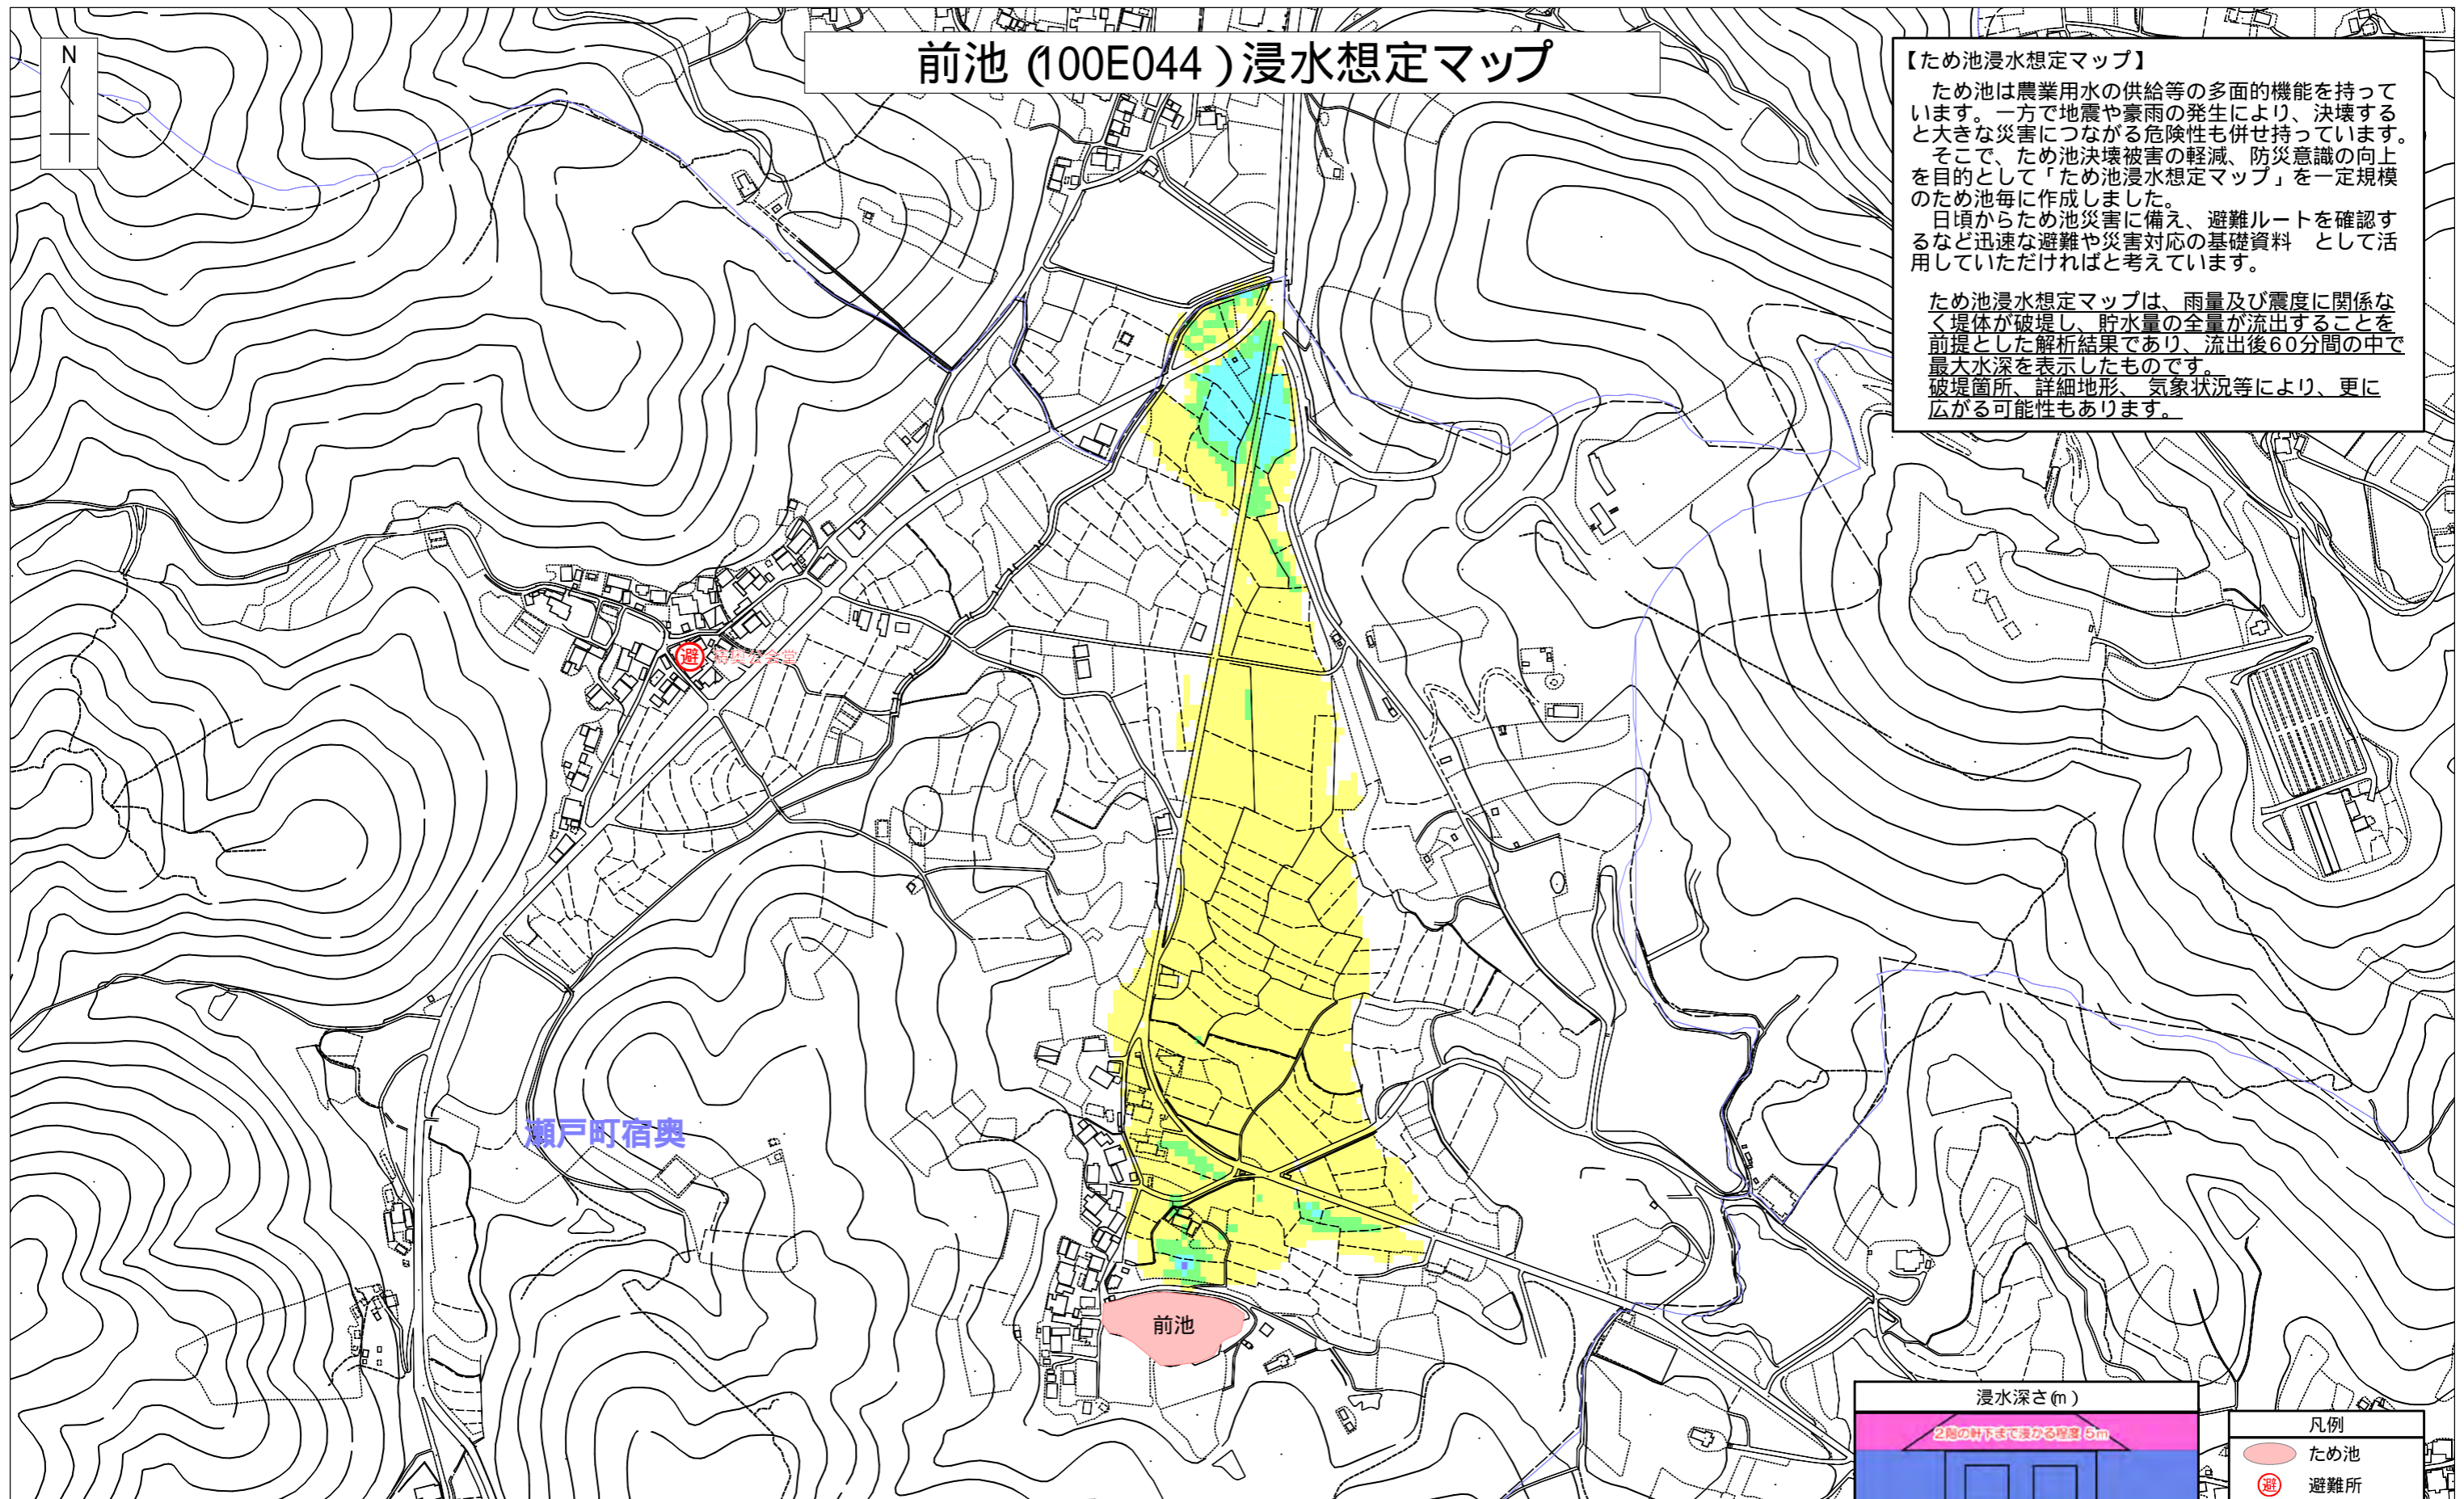 前池 (100E044 ) 浸水想定マップ
N
【ため池浸水想定マップ】
ため池は農業用水の供給等の多面的機能を持って
います。一方で地震や豪雨の発生により、決壊する
と大きな災害につながる危険性も併せ持っています。
そこで、ため池決壊被害の軽減、防災意識の向上
を目的として「ため池浸水想定マップ」を一定規模
のため池毎に作成しました。
日頃からため池災害に備え、避難ルートを確認す
るなど迅速な避難や災害対応の基礎資料 として活
用していただければと考えています。
ため池浸水想定マップは、雨量及び震度に関係な
く堤体が破堤し、貯水量の全量が流出することを
前提とした解析結果であり、流出後60分間の中で
最大水深を表示したものです。
破堤箇所、詳細地形、 気象状況等により、更に
広がる可能性もあります。
避
瀬戸町宿奥
前池
浸水深さ(m )
2階の軒下まで浸かる程度 5m
凡例
ため池
避 避難所